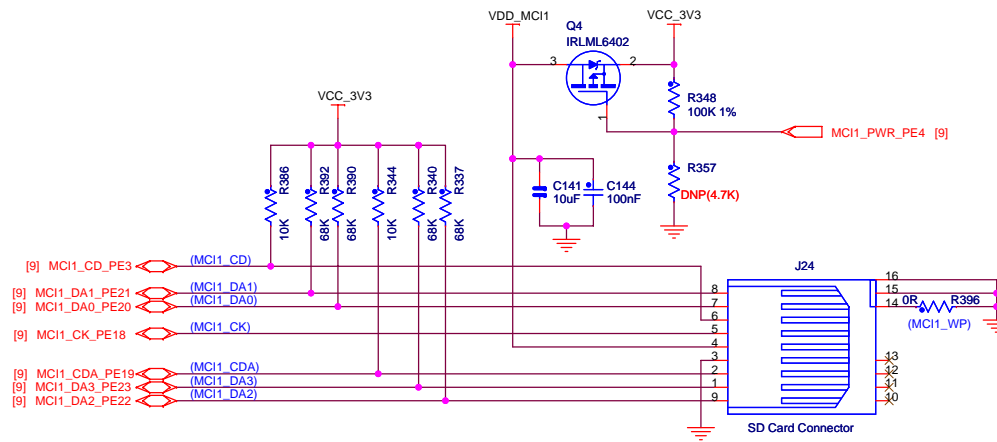 VDD_MCI1
Q4
IRLML6402
VCC_3V3
3
2
1
R348
100K 1%
MCI1_PWR_PE4 [9]
R357
DNP(4.7K)
C141
10uF
C144
100nF
VCC_3V3
R386
10K
R392
68K
R390
68K
R344
10K
R340
68K
R337
68K
[9] MCI1_CD_PE3
(MCI1_CD)
[9] MCI1_DA1_PE21
(MCI1_DA1)
[9] MCI1_DA0_PE20
(MCI1_DA0)
[9] MCI1_CK_PE18
(MCI1_CK)
[9] MCI1_CDA_PE19
(MCI1_CDA)
[9] MCI1_DA3_PE23
(MCI1_DA3)
[9] MCI1_DA2_PE22
(MCI1_DA2)
J24
8
7
6
5
4
3
2
1
9
16
15
14
13
12
11
10
0R
R396
(MCI1_WP)
SD Card Connector